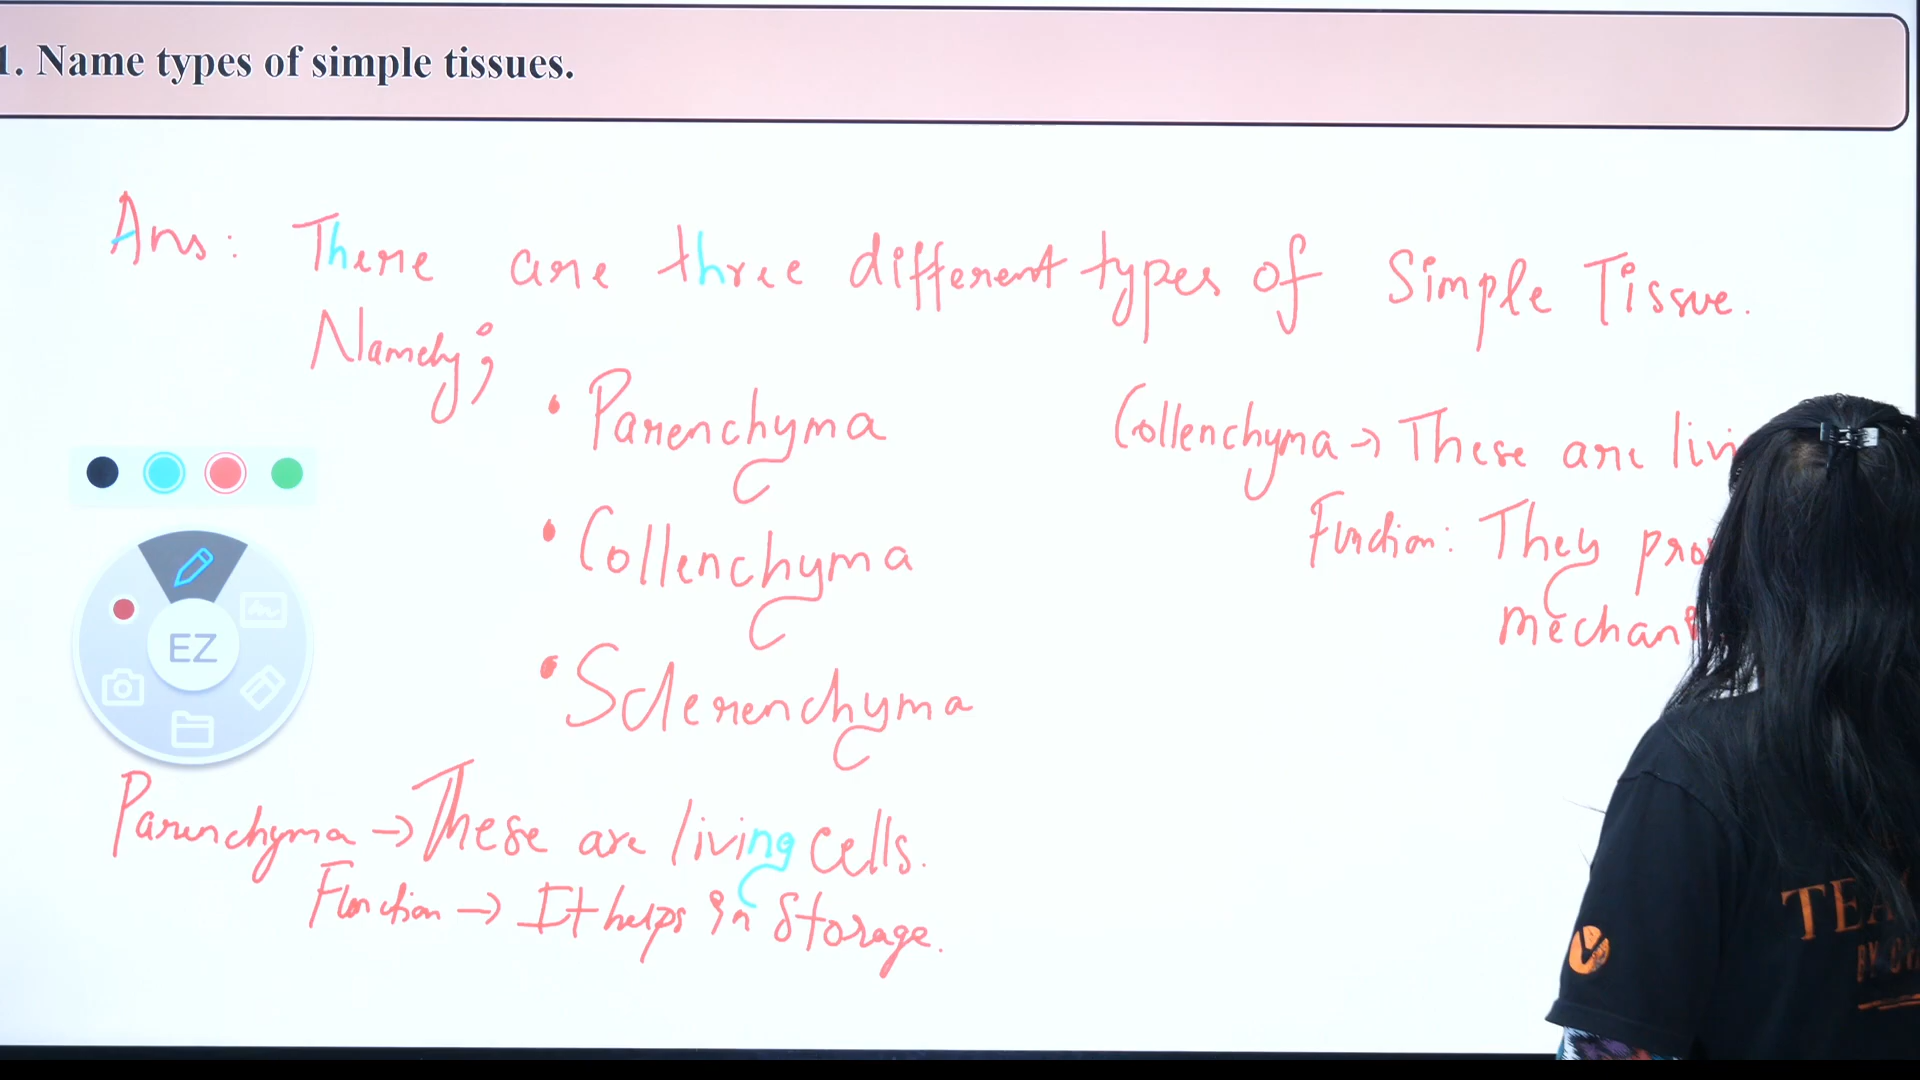 1. Name types of simple tissues.
Ans: There are three different types of Simple Tissue.
Namely;
• Parenchyma
• Collenchyma
• Sclerenchyma
Parenchyma → These are living cells.
Function → It helps in Storage.
Collenchyma → These are
Function: They
EZ